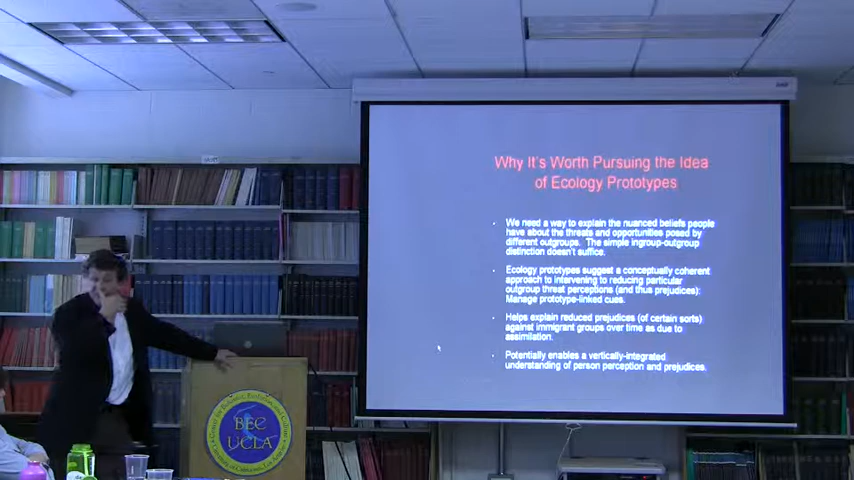 Why It's Worth Pursuing the Idea
of Ecology Prototypes
We need a way to explain the nuanced beliefs people
have about the threats and opportunities posed by
different outgroups. The simple ingroup-outgroup
distinction doesn't suffice.
Ecology prototypes suggest a conceptually coherent
approach to intervening to reducing particular
outgroup threat perceptions (and thus prejudices):
Manage prototype-linked cues.
Helps explain reduced prejudices (of certain sorts)
against immigrant groups over time as due to
assimilation.
Potentially enables a vertically-integrated
understanding of person perception and prejudices.
BEC
UCLA